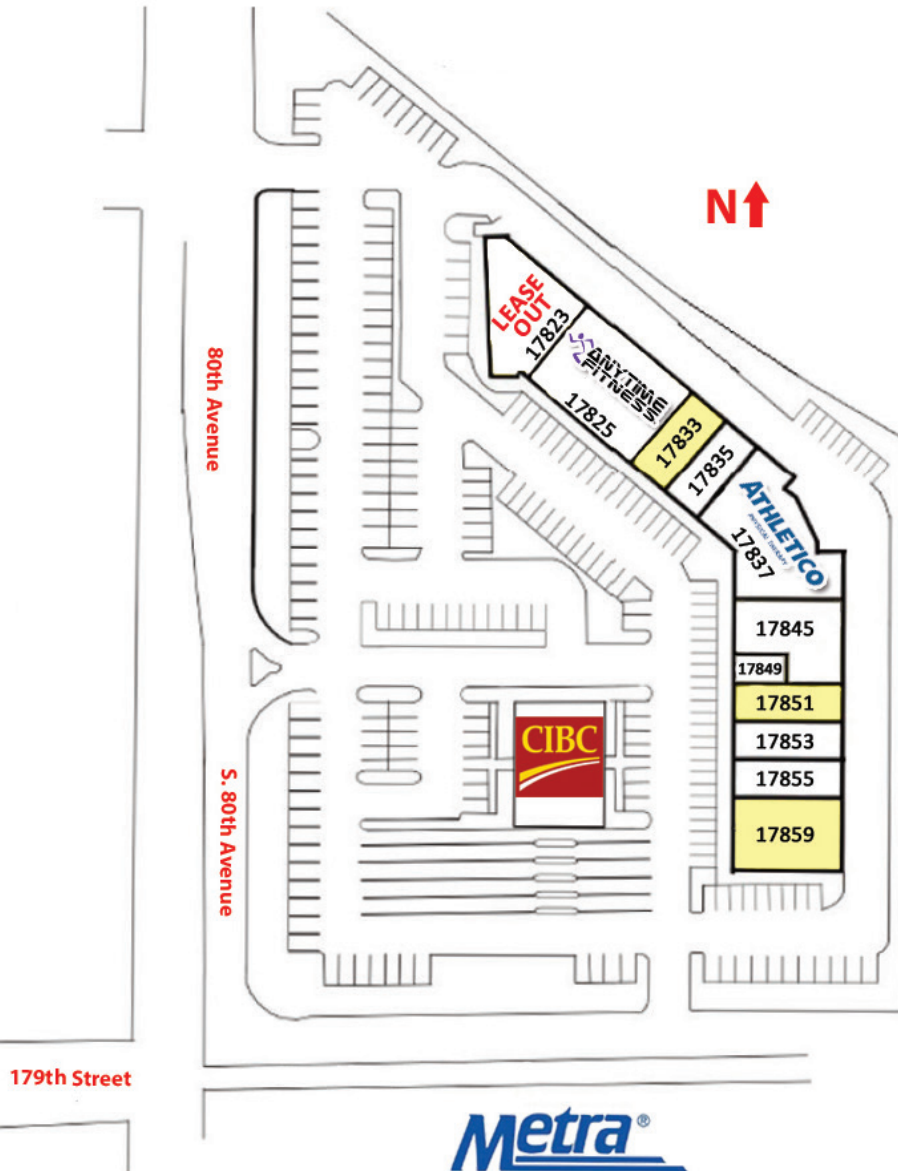 N
LEASE
OUT
17823
ANYTIME
FITNESS
17825
80th Avenue
17833
17835
ATHLETICO
PHYSICAL THERAPY
17837
17845
17849
17851
CIBC
17853
17855
S. 80th Avenue
17859
179th Street
Metra®